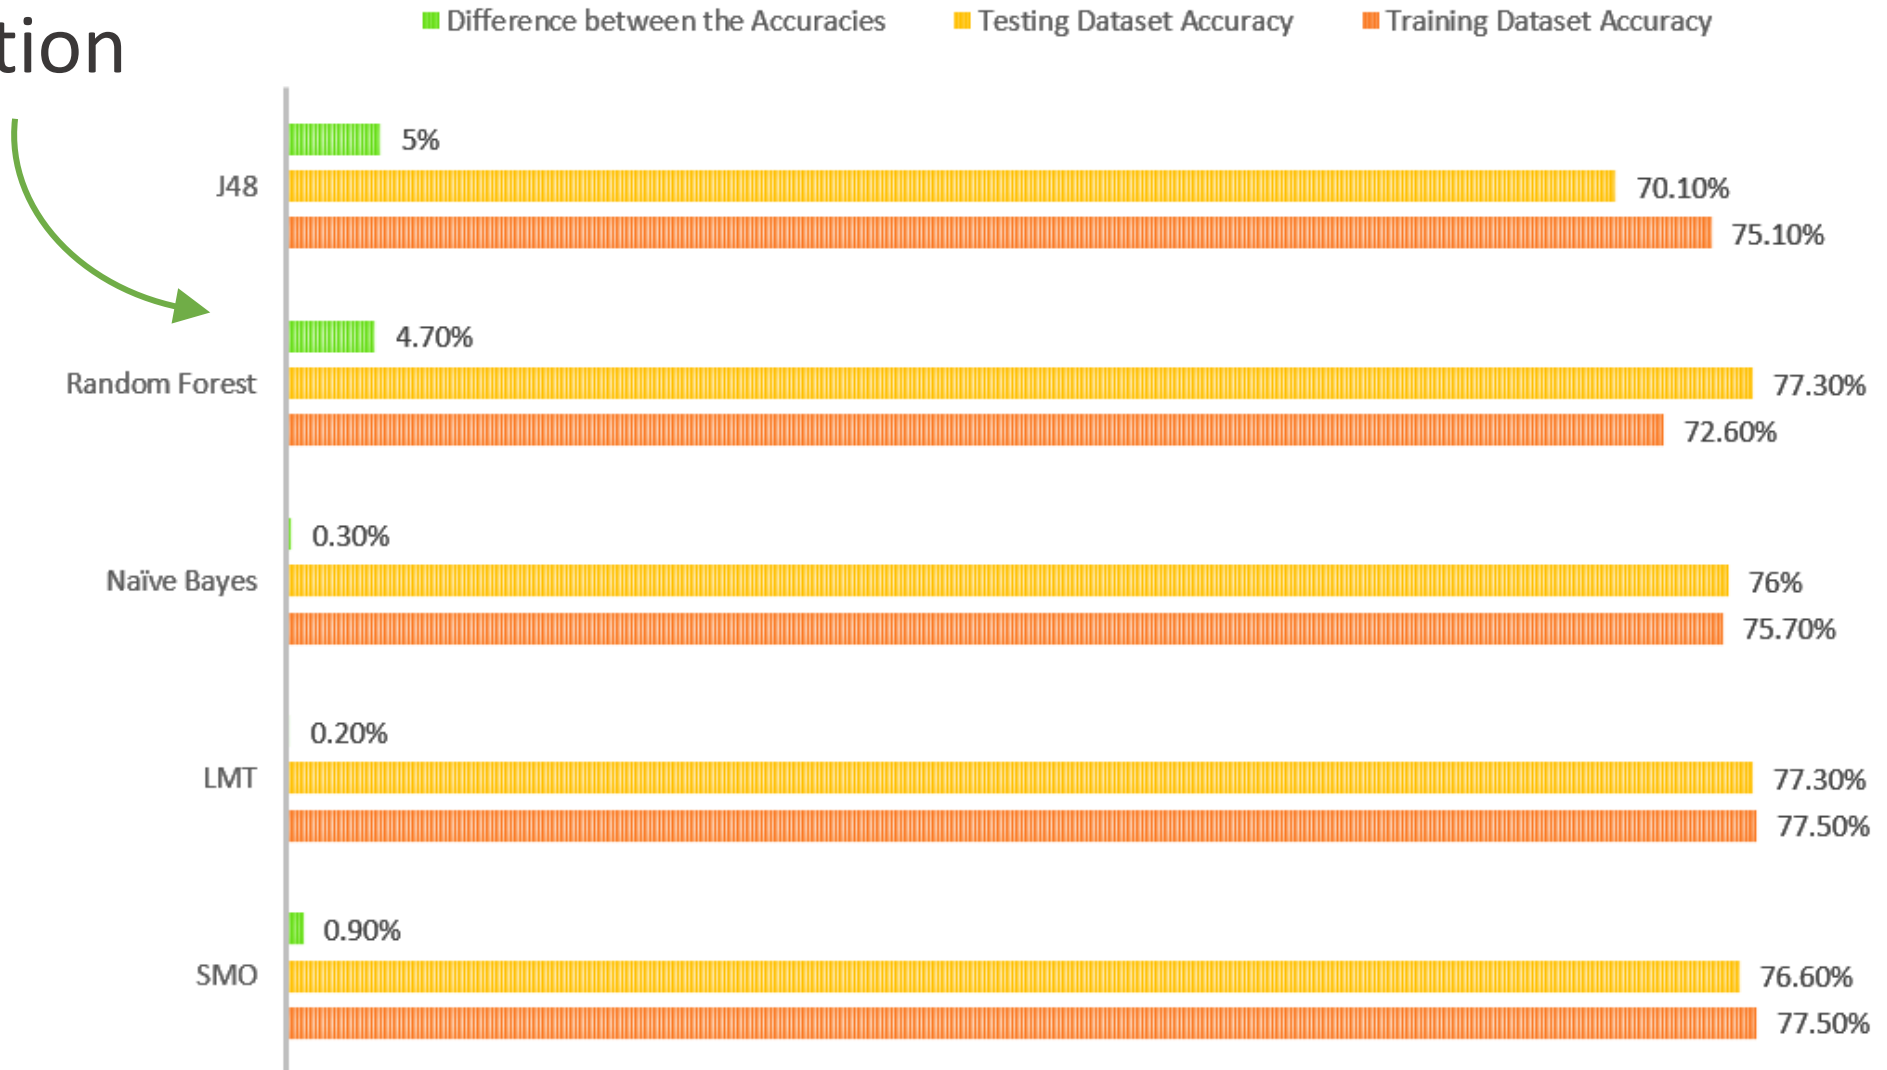 tion
Difference between the Accuracies Testing Dataset Accuracy Training Dataset Accuracy
5%
J48
70.10%
75.10%
4.70%
Random Forest
77.30%
72.60%
0.30%
Naïve Bayes
76%
75.70%
0.20%
LMT
77.30%
77.50%
0.90%
SMO
76.60%
77.50%